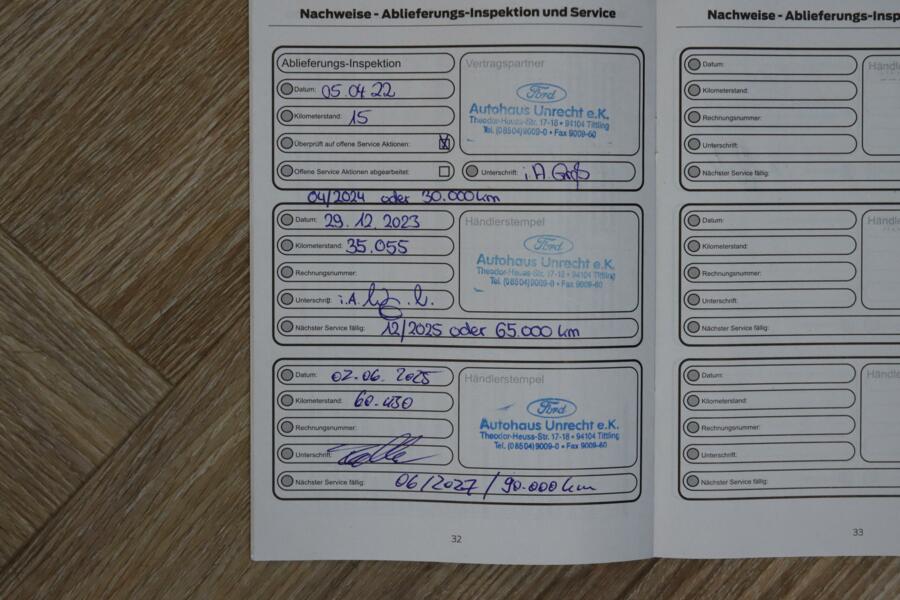 Nachweise - Ablieferungs-Inspektion und Service
Ablieferungs-Inspektion
Datum: 05.04.22
Kilometerstand: 15
Überprüft auf offene Service Aktionen: X
Offene Service Aktionen abgearbeitet:
Vertragspartner
Ford
Autohaus Unrecht e.K.
Theodor-Heuss-Str. 17-18 • 94104 Tittling
Tel. (08504) 9009-0 • Fax 9009-60
Unterschrift: i.A.
04/2024 oder 30.000 km
Datum: 29.12.2023
Kilometerstand: 35.055
Rechnungsnummer:
Unterschrift: i.A.
Händlerstempel
Ford
Autohaus Unrecht e.K.
Theodor-Heuss-Str. 17-18 • 94104 Tittling
Tel. (08504) 9009-0 • Fax 9009-60
Nächster Service fällig: 12/2025 oder 65.000 km
Datum: 02.06. 2025
Kilometerstand: 60.430
Rechnungsnummer:
Unterschrift:
Händlerstempel
Ford
Autohaus Unrecht e.K.
Theodor-Heuss-Str. 17-18 • 94104 Tittling
Tel. (08504) 9009-0 • Fax 9009-60
Nächster Service fällig: 06/2027 / 90.000 km
32
Nachweise - Ablieferungs-Insp
Datum:
Kilometerstand:
Rechnungsnummer:
Unterschrift:
Nächster Service fällig:
Händl
Datum:
Kilometerstand:
Rechnungsnummer:
Unterschrift:
Nächster Service fällig:
Händl
Datum:
Kilometerstand:
Rechnungsnummer:
Unterschrift:
Nächster Service fällig:
Händl
33